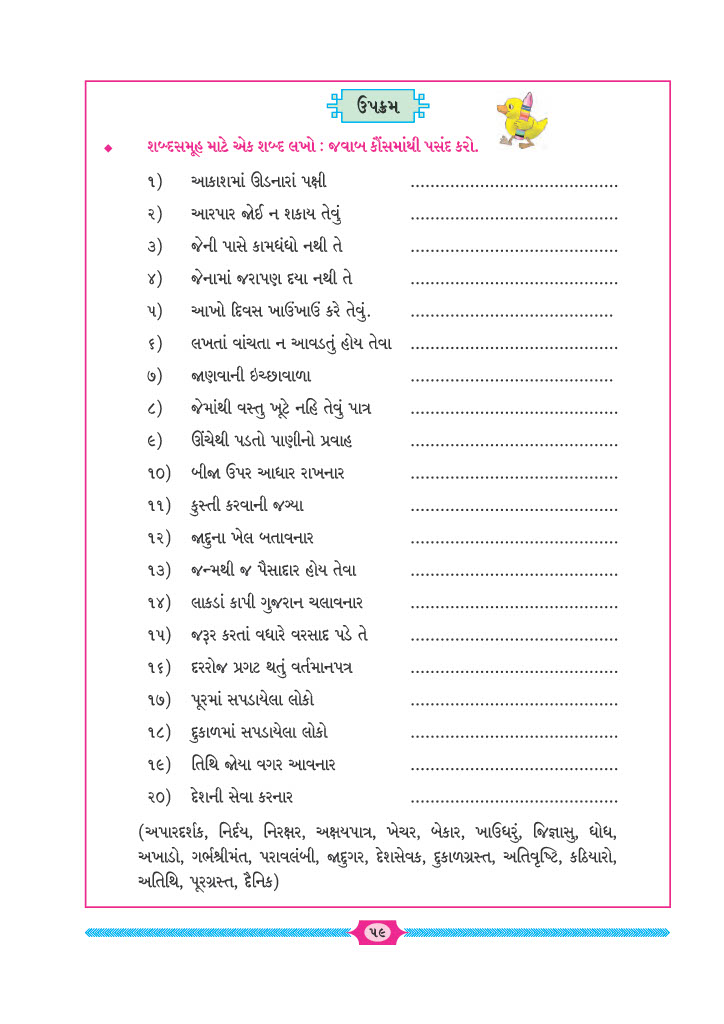 ઉપક્રમ
◆ શબ્દસમૂહ માટે એક શબ્દ લખો : જવાબ કૌંસમાંથી પસંદ કરો.
૧) આકાશમાં ઊડનારાં પક્ષી ..........................................
૨) આરપાર જોઈ ન શકાય તેવું ..........................................
૩) જેની પાસે કામધંધો નથી તે ..........................................
૪) જેનામાં જરાપણ દયા નથી તે ..........................................
૫) આખો દિવસ ખાઉંખાઉં કરે તેવું. .........................................
૬) લખતાં વાંચતા ન આવડતું હોય તેવા ..........................................
૭) જાણવાની ઇચ્છાવાળા .........................................
૮) જેમાંથી વસ્તુ ખૂટે નહિ તેવું પાત્ર ..........................................
૯) ઊંચેથી પડતો પાણીનો પ્રવાહ ..........................................
૧૦) બીજા ઉપર આધાર રાખનાર ..........................................
૧૧) કુસ્તી કરવાની જગ્યા ..........................................
૧૨) જાદુના ખેલ બતાવનાર ..........................................
૧૩) જન્મથી જ પૈસાદાર હોય તેવા ..........................................
૧૪) લાકડાં કાપી ગુજરાન ચલાવનાર ..........................................
૧૫) જરૂર કરતાં વધારે વરસાદ પડે તે ..........................................
૧૬) દરરોજ પ્રગટ થતું વર્તમાનપત્ર ..........................................
૧૭) પૂરમાં સપડાયેલા લોકો ..........................................
૧૮) દુકાળમાં સપડાયેલા લોકો ..........................................
૧૯) તિથિ જોયા વગર આવનાર ..........................................
૨૦) દેશની સેવા કરનાર ..........................................
(અપારદર્શક, નિર્દય, નિરક્ષર, અક્ષયપાત્ર, ખેચર, બેકાર, ખાઉધરું, જિજ્ઞાસુ, ધોધ,
અખાડો, ગર્ભશ્રીમંત, પરાવલંબી, જાદુગર, દેશસેવક, દુકાળગ્રસ્ત, અતિવૃષ્ટિ, કઠિયારો,
અતિથિ, પૂરગ્રસ્ત, દૈનિક)
૫૯